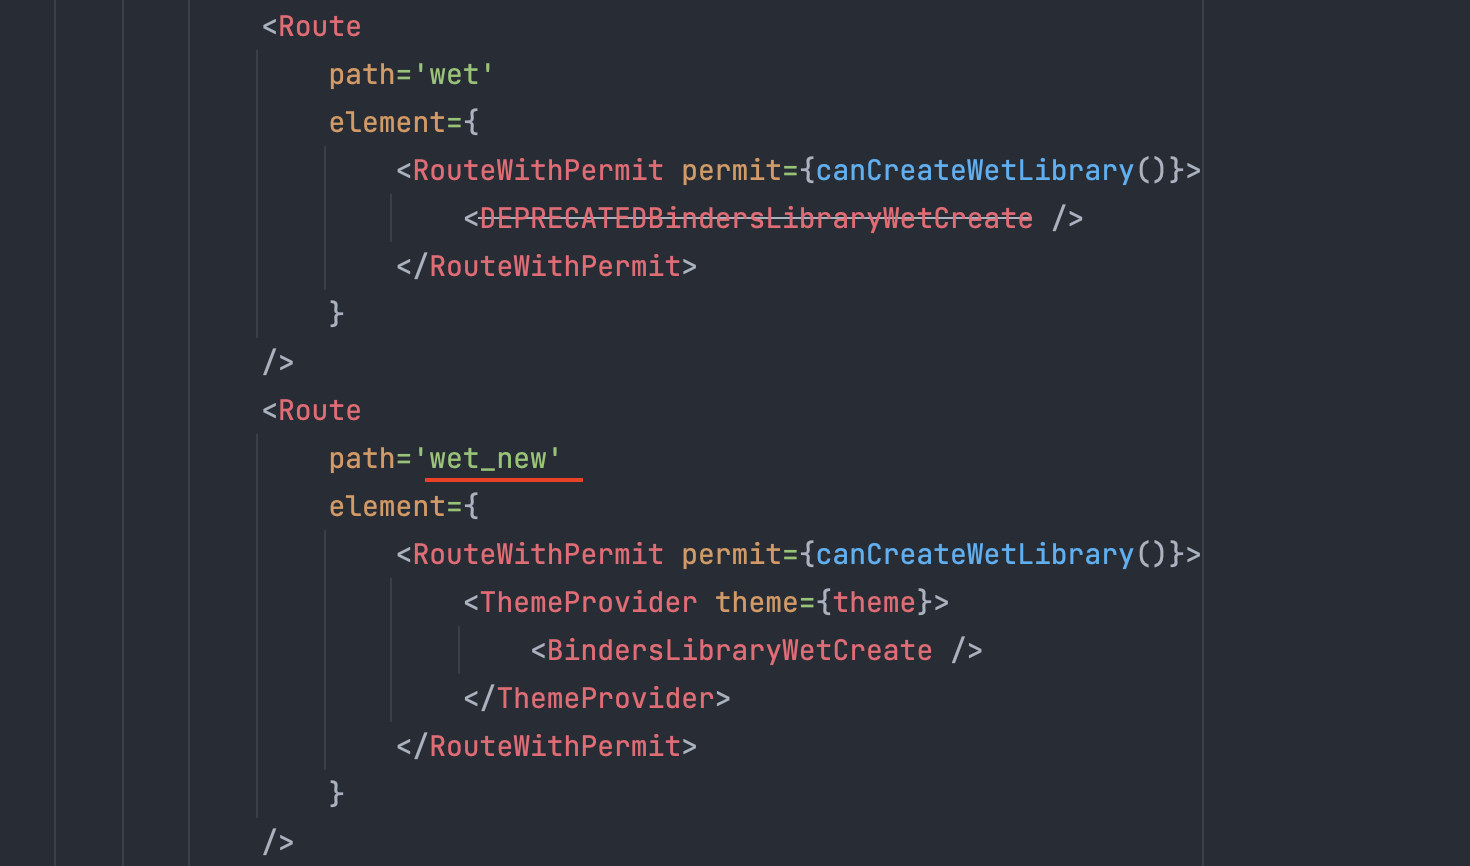 <Route
path='wet'
element={
<RouteWithPermit permit={canCreateWetLibrary()}>
<DEPRECATEDBindersLibraryWetCreate />
</RouteWithPermit>
}
/>
<Route
path='wet_new'
element={
<RouteWithPermit permit={canCreateWetLibrary()}>
<ThemeProvider theme={theme}>
<BindersLibraryWetCreate />
</ThemeProvider>
</RouteWithPermit>
}
/>